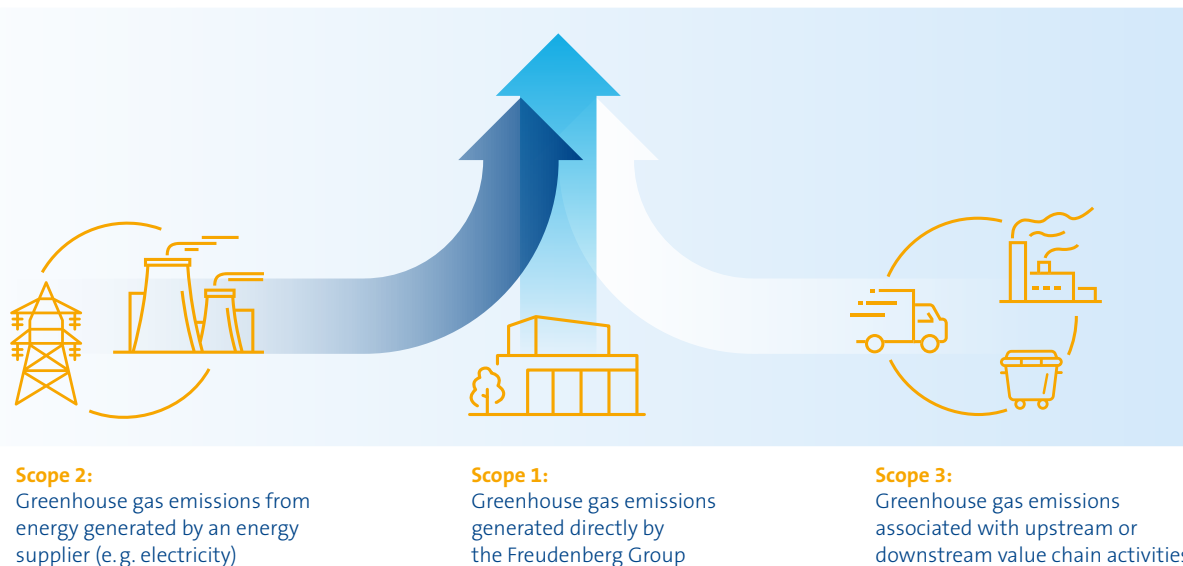 Scope 2:
Greenhouse gas emissions from
energy generated by an energy
supplier (e. g. electricity)
Scope 1:
Greenhouse gas emissions
generated directly by
the Freudenberg Group
Scope 3:
Greenhouse gas emissions
associated with upstream or
downstream value chain activities